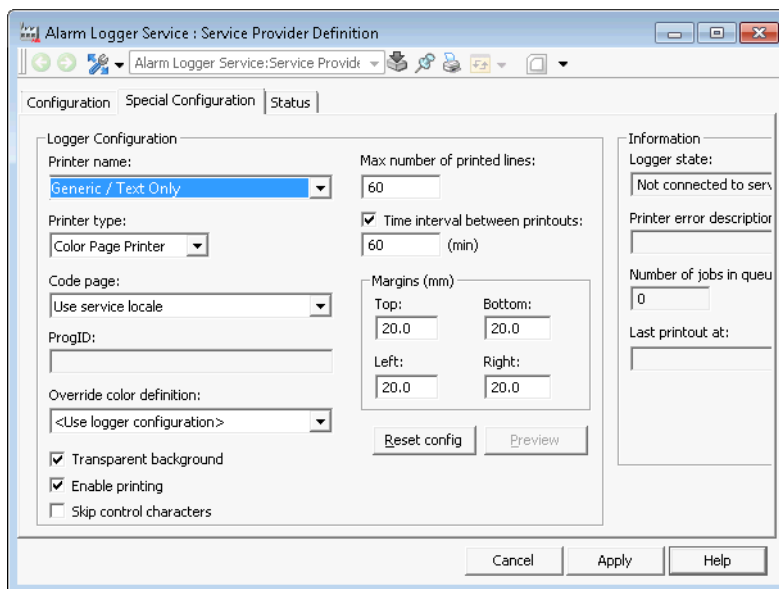 Alarm Logger Service : Service Provider Definition
Alarm Logger Service:Service Provide
Configuration Special Configuration Status
Logger Configuration
Printer name:
Generic / Text Only
Printer type:
Color Page Printer
Code page:
Use service locale
ProgID:
Override color definition:
<Use logger configuration>
Transparent background
Enable printing
Skip control characters
Max number of printed lines:
60
Time interval between printouts:
60 (min)
Margins (mm)
Top: Bottom:
20.0 20.0
Left: Right:
20.0 20.0
Reset config Preview
Information
Logger state:
Not connected to serv
Printer error description
Number of jobs in queu
0
Last printout at:
Cancel Apply Help